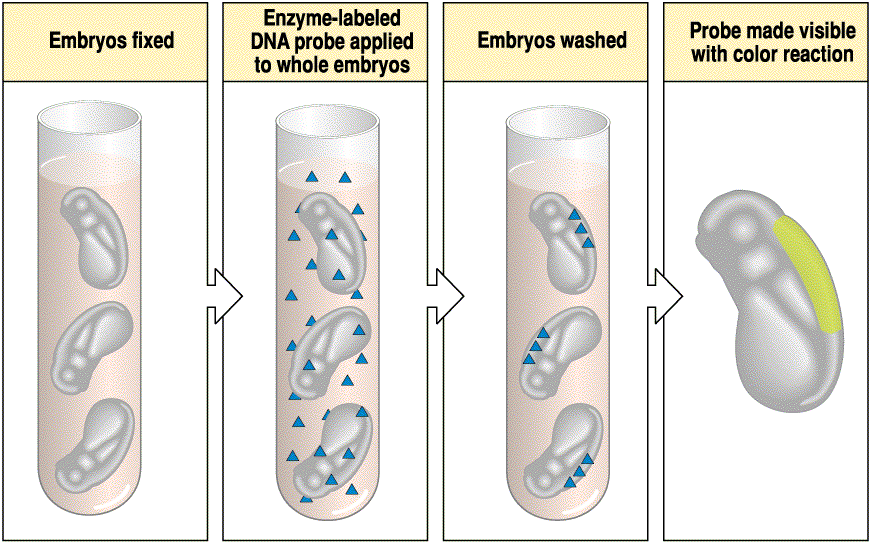 Embryos fixed
Enzyme-labeled
DNA probe applied
to whole embryos
Embryos washed
Probe made visible
with color reaction